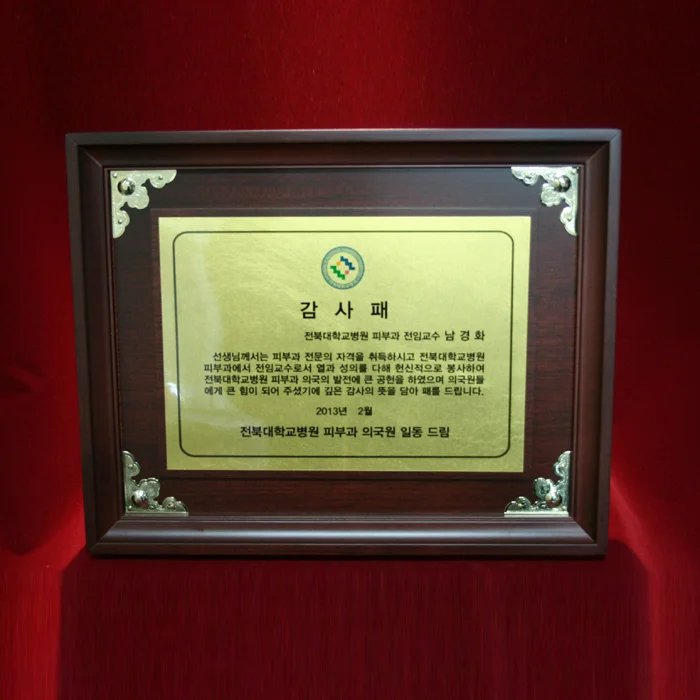 감 사 패
전북대학교병원 피부과 전임교수 남 경 화
선생님께서는 피부과 전문의 자격을 취득하시고 전북대학교병원
피부과에서 전임교수로서 열과 성의를 다해 헌신적으로 봉사하여
전북대학교병원 피부과 의국의 발전에 큰 공헌을 하였으며 의국원들
에게 큰 힘이 되어 주셨기에 깊은 감사의 뜻을 담아 패를 드립니다.
2013년 2월
전북대학교병원 피부과 의국원 일동 드림